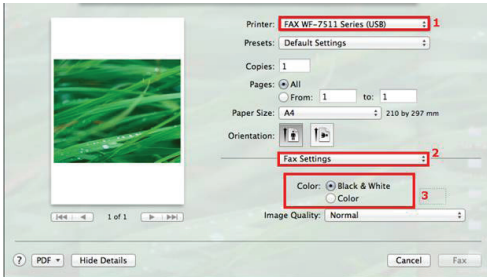 Printer: FAX WF-7511 Series (USB) 1
Presets: Default Settings
Copies: 1
Pages: All
From: 1 to: 1
Paper Size: A4 210 by 297 mm
Orientation:
Fax Settings 2
Color: Black & White
Color 3
1 of 1
Image Quality: Normal
? PDF Hide Details Cancel Fax